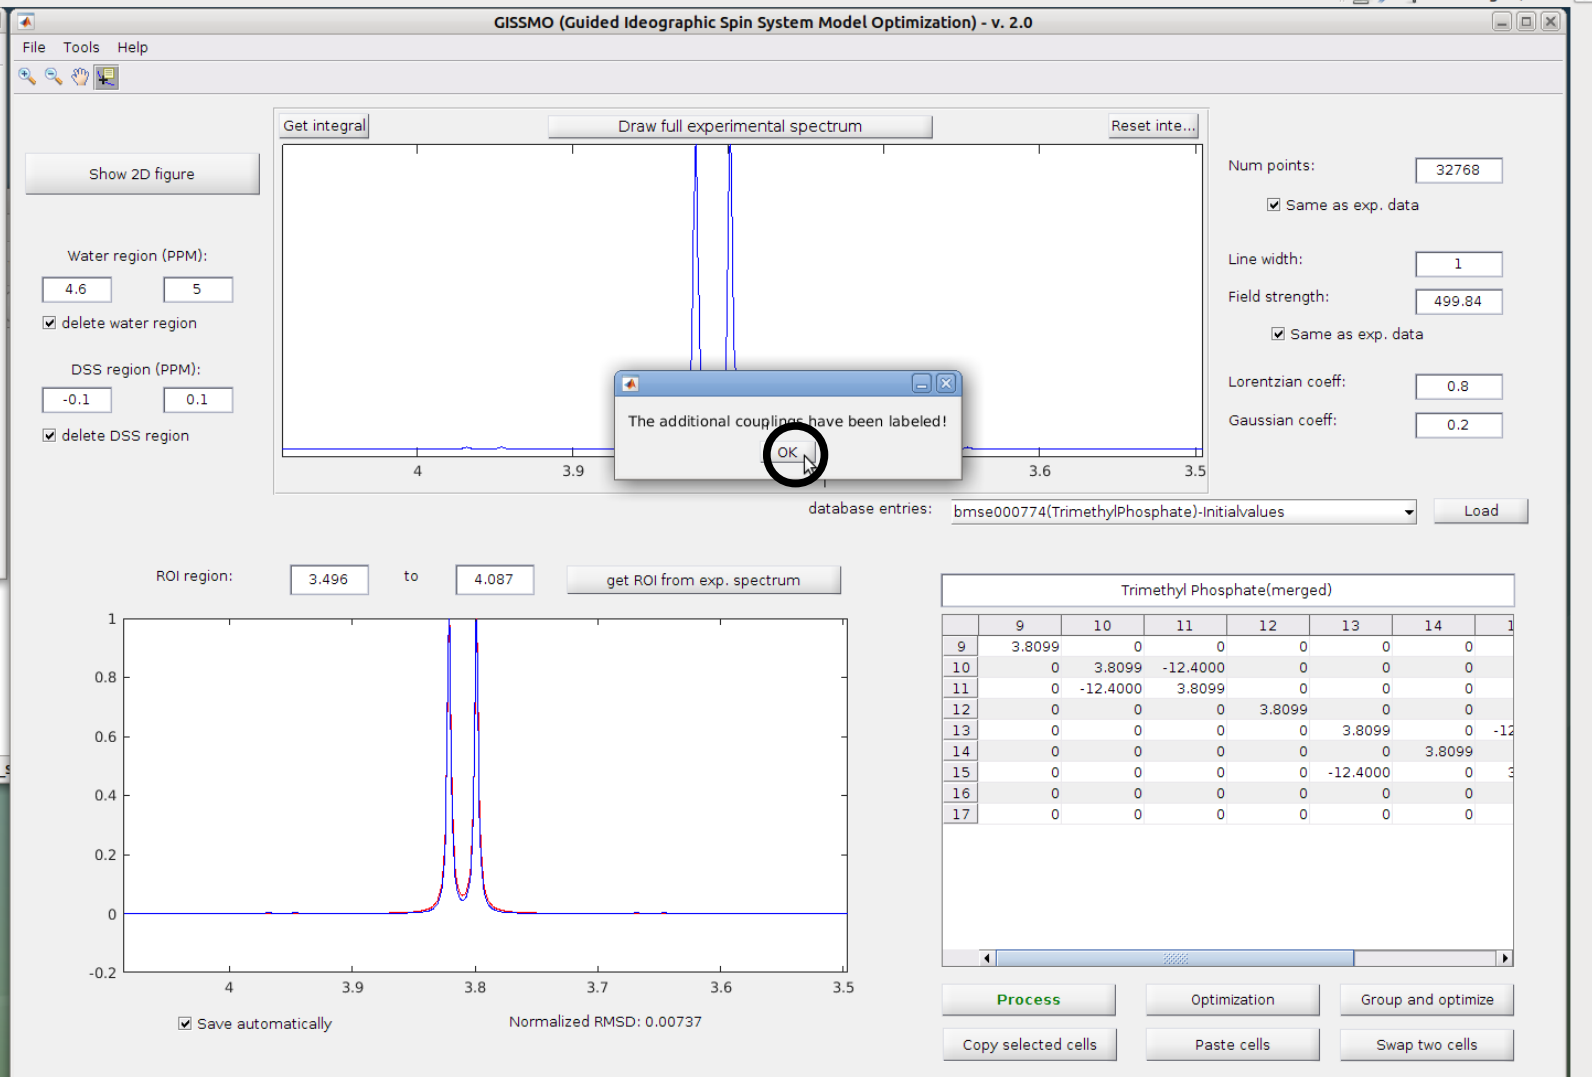 GISSMO (Guided Ideographic Spin System Model Optimization) - v. 2.0
File Tools Help
Get integral Draw full experimental spectrum Reset inte...
Show 2D figure
Num points: 32768
Same as exp. data
Water region (PPM):
4.6 5
delete water region
Line width: 1
Field strength: 499.84
Same as exp. data
DSS region (PPM):
-0.1 0.1
delete DSS region
Lorentzian coeff: 0.8
Gaussian coeff: 0.2
The additional couplings have been labeled!
OK
4 3.9 3.6 3.5
database entries: bmse000774(TrimethylPhosphate)-Initialvalues Load
ROI region: 3.496 to 4.087 get ROI from exp. spectrum
Trimethyl Phosphate(merged)
9 10 11 12 13 14 1
9 3.8099 0 0 0 0 0
10 0 3.8099 -12.4000 0 0 0
11 0 -12.4000 3.8099 0 0 0
12 0 0 0 3.8099 0 0
13 0 0 0 0 3.8099 0 -12
14 0 0 0 0 0 3.8099
15 0 0 0 0 -12.4000 0 3
16 0 0 0 0 0 0
17 0 0 0 0 0 0
1
0.8
0.6
0.4
0.2
0
-0.2
4 3.9 3.8 3.7 3.6 3.5
Save automatically Normalized RMSD: 0.00737
Process Optimization Group and optimize
Copy selected cells Paste cells Swap two cells